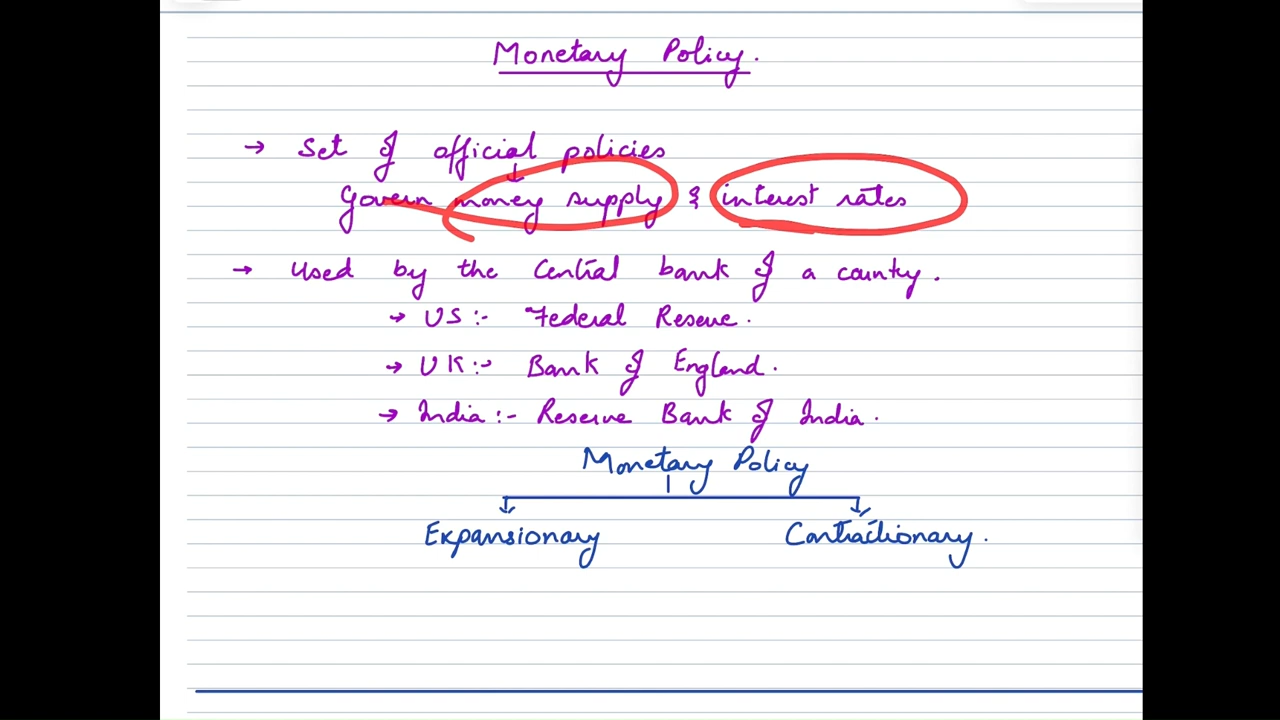 Monetary Policy.
→ Set of official policies
↓
Govern money supply & interest rates
→ Used by the Central bank of a country.
→ US:- Federal Reserve.
→ UK:- Bank of England.
→ India:- Reserve Bank of India.
Monetary Policy
Expansionary Contractionary.